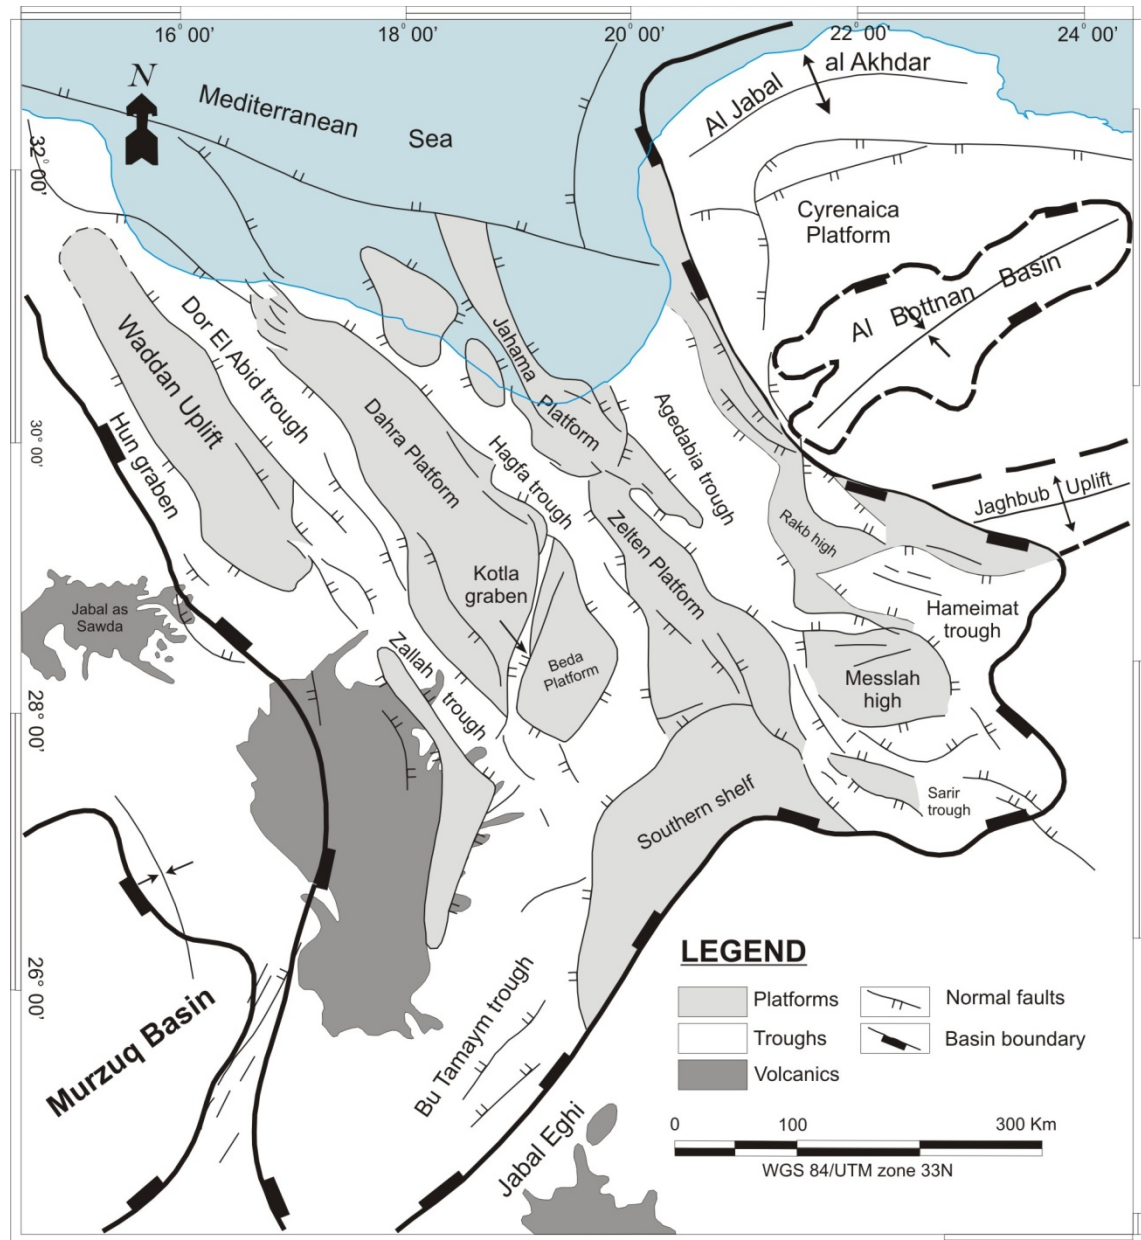 16° 00'
18° 00'
20° 00'
22° 00'
24° 00'
32° 00'
30° 00'
28° 00'
26° 00'
N
Mediterranean Sea
Al Jabal al Akhdar
Cyrenaica
Platform
Al Bottnan Basin
Jaghbub Uplift
Waddan Uplift
Dor El Abid trough
Hun graben
Dahra Platform
Jahama Platform
Hagfa trough
Agedabia trough
Zelten Platform
Rakb high
Kotla
graben
Beda
Platform
Hameimat
trough
Messlah
high
Sarir
trough
Jabal as
Sawda
Zallah trough
Southern shelf
Murzuq Basin
Bu Tamaym trough
Jabal Eghi
LEGEND
Platforms
Troughs
Volcanics
Normal faults
Basin boundary
0 100 300 Km
WGS 84/UTM zone 33N